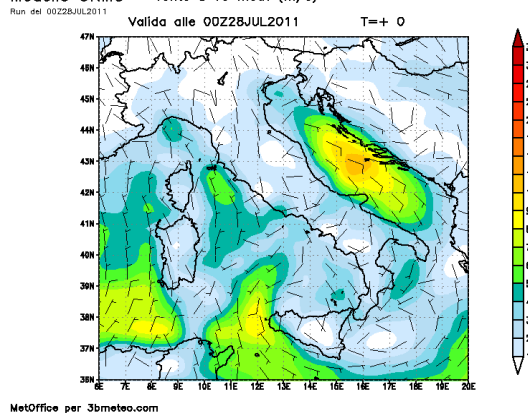 Run del 00Z28JUL2011
Valida alle 00Z28JUL2011 T=+ 0
47N
46N
45N
44N
43N
42N
41N
40N
39N
38N
37N
36N
6E 7E 8E 9E 10E 11E 12E 13E 14E 15E 16E 17E 18E 19E 20E
MetOffice per 3bmeteo.com